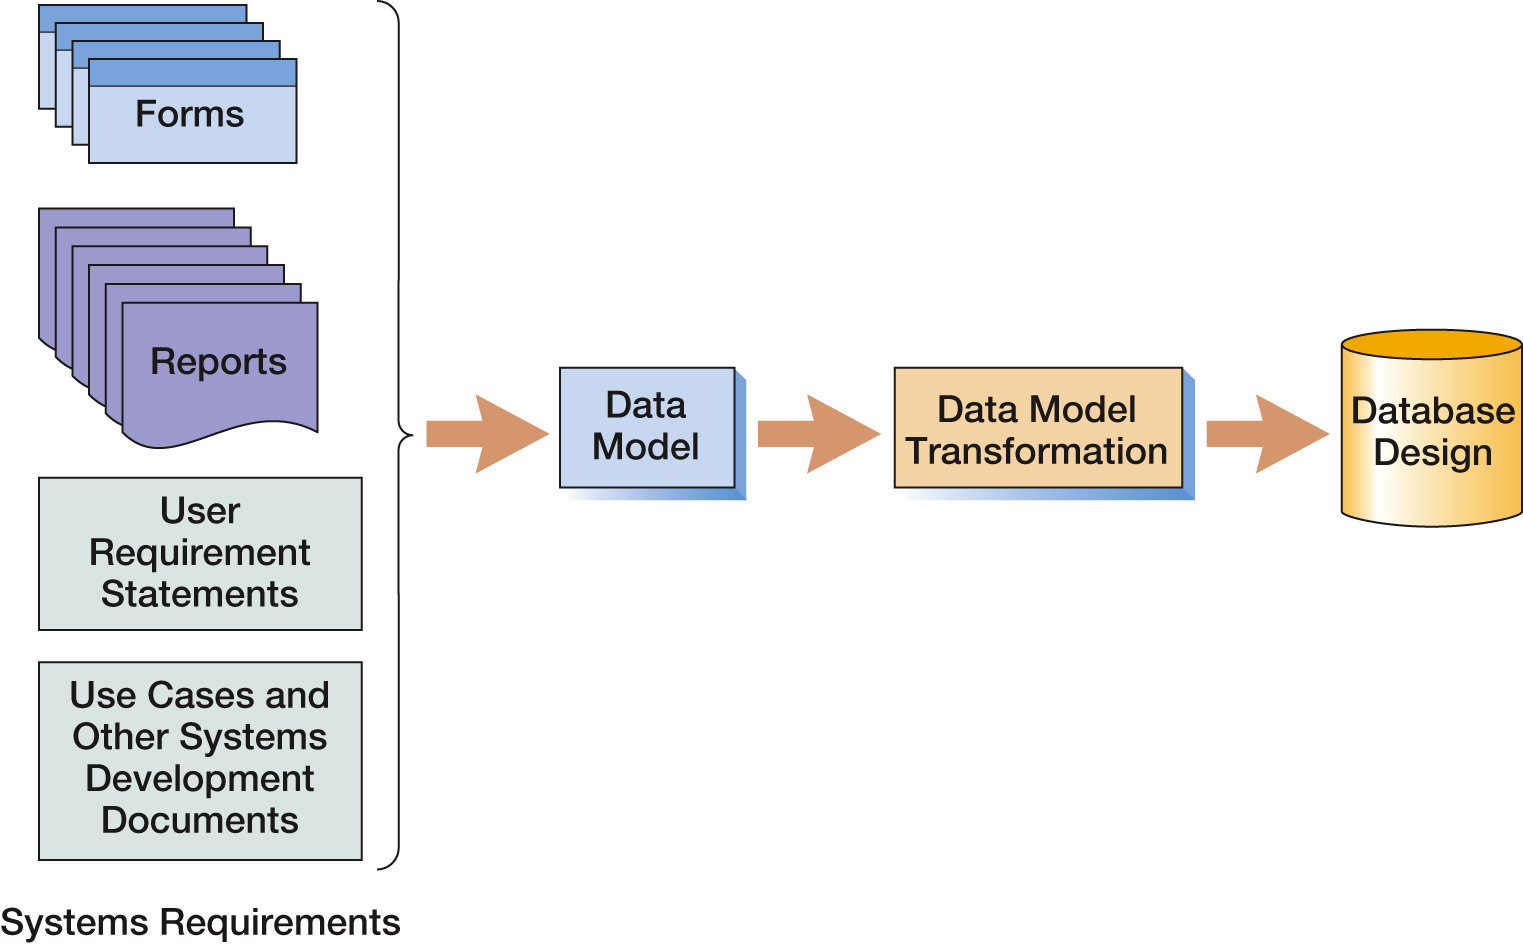 Forms
Reports
User
Requirement
Statements
Use Cases and
Other Systems
Development
Documents
Systems Requirements
Data
Model
Data Model
Transformation
Database
Design